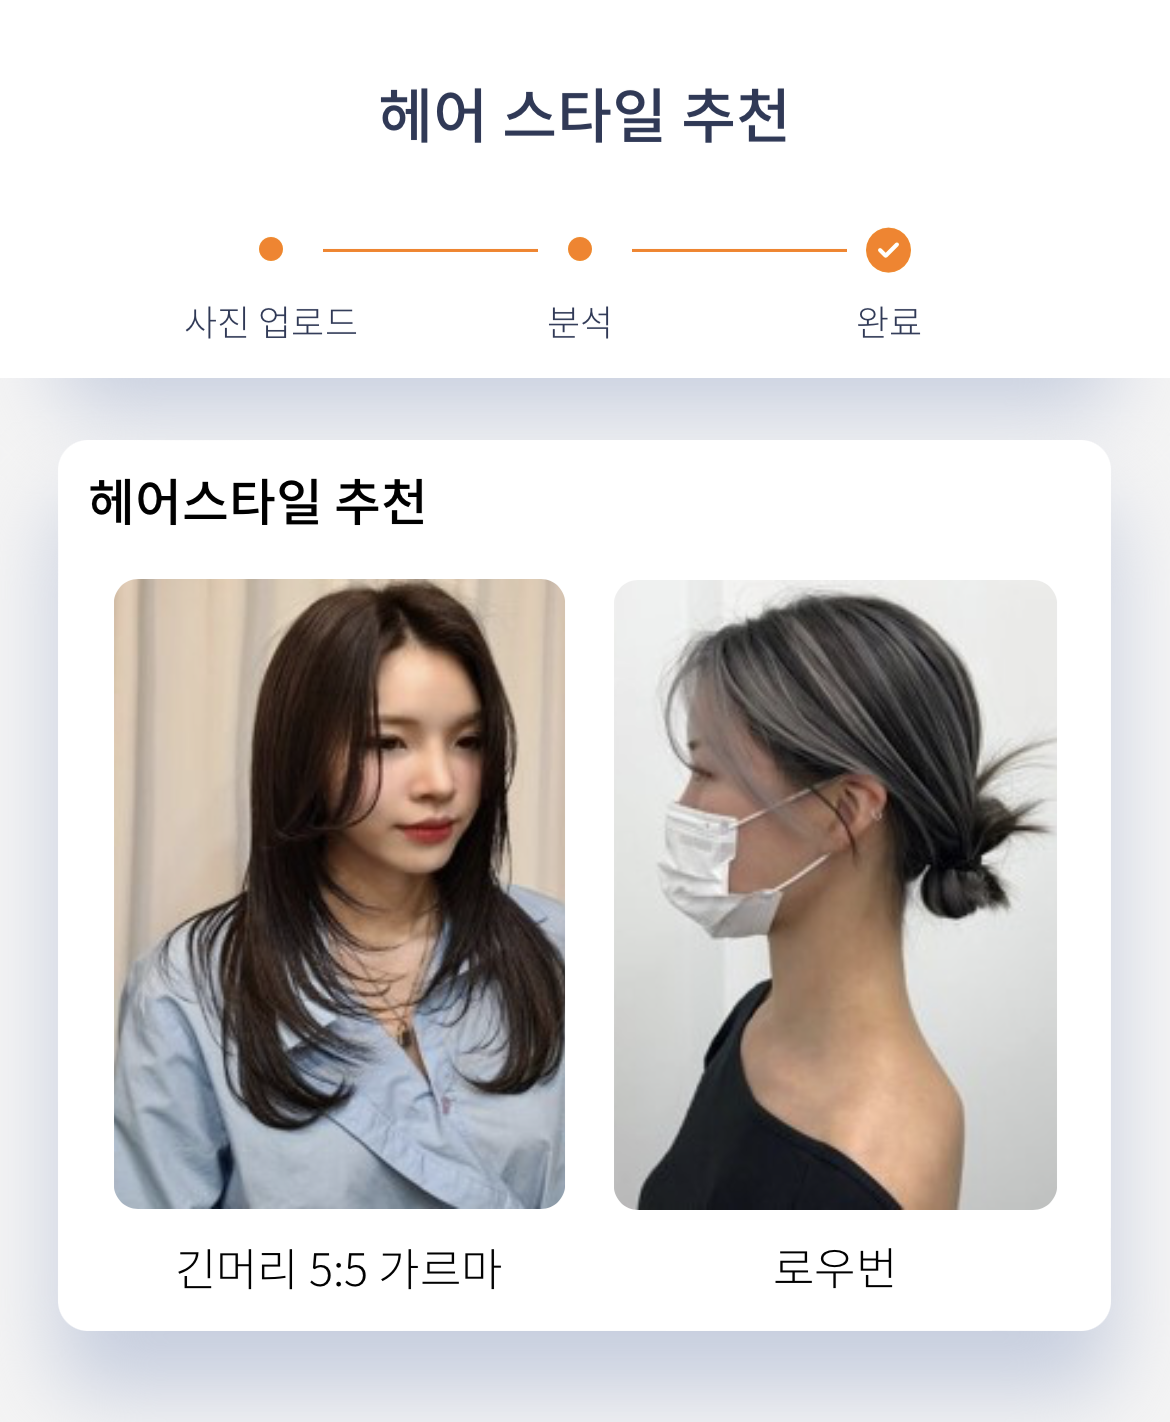 헤어 스타일 추천
사진 업로드
분석
완료
헤어스타일 추천
긴머리 5:5 가르마
로우번